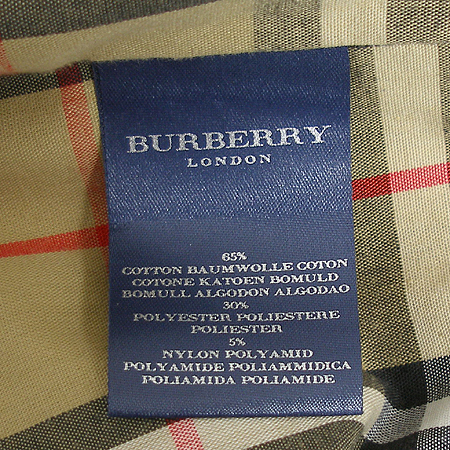 BURBERRY
LONDON
65%
COTTON BAUMWOLLE COTON
COTONE KATOEN BOMULD
BOMULL ALGODON ALGODAO
30%
POLYESTER POLIESTERE
POLIESTER
5%
NYLON POLYAMID
POLYAMIDE POLIAMMIDICA
POLIAMIDA POLIAMIDE